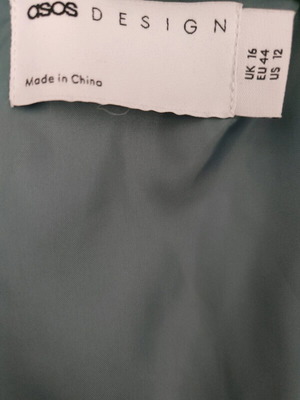 asos DESIGN
Made in China
UK 16
EU 44
US 12